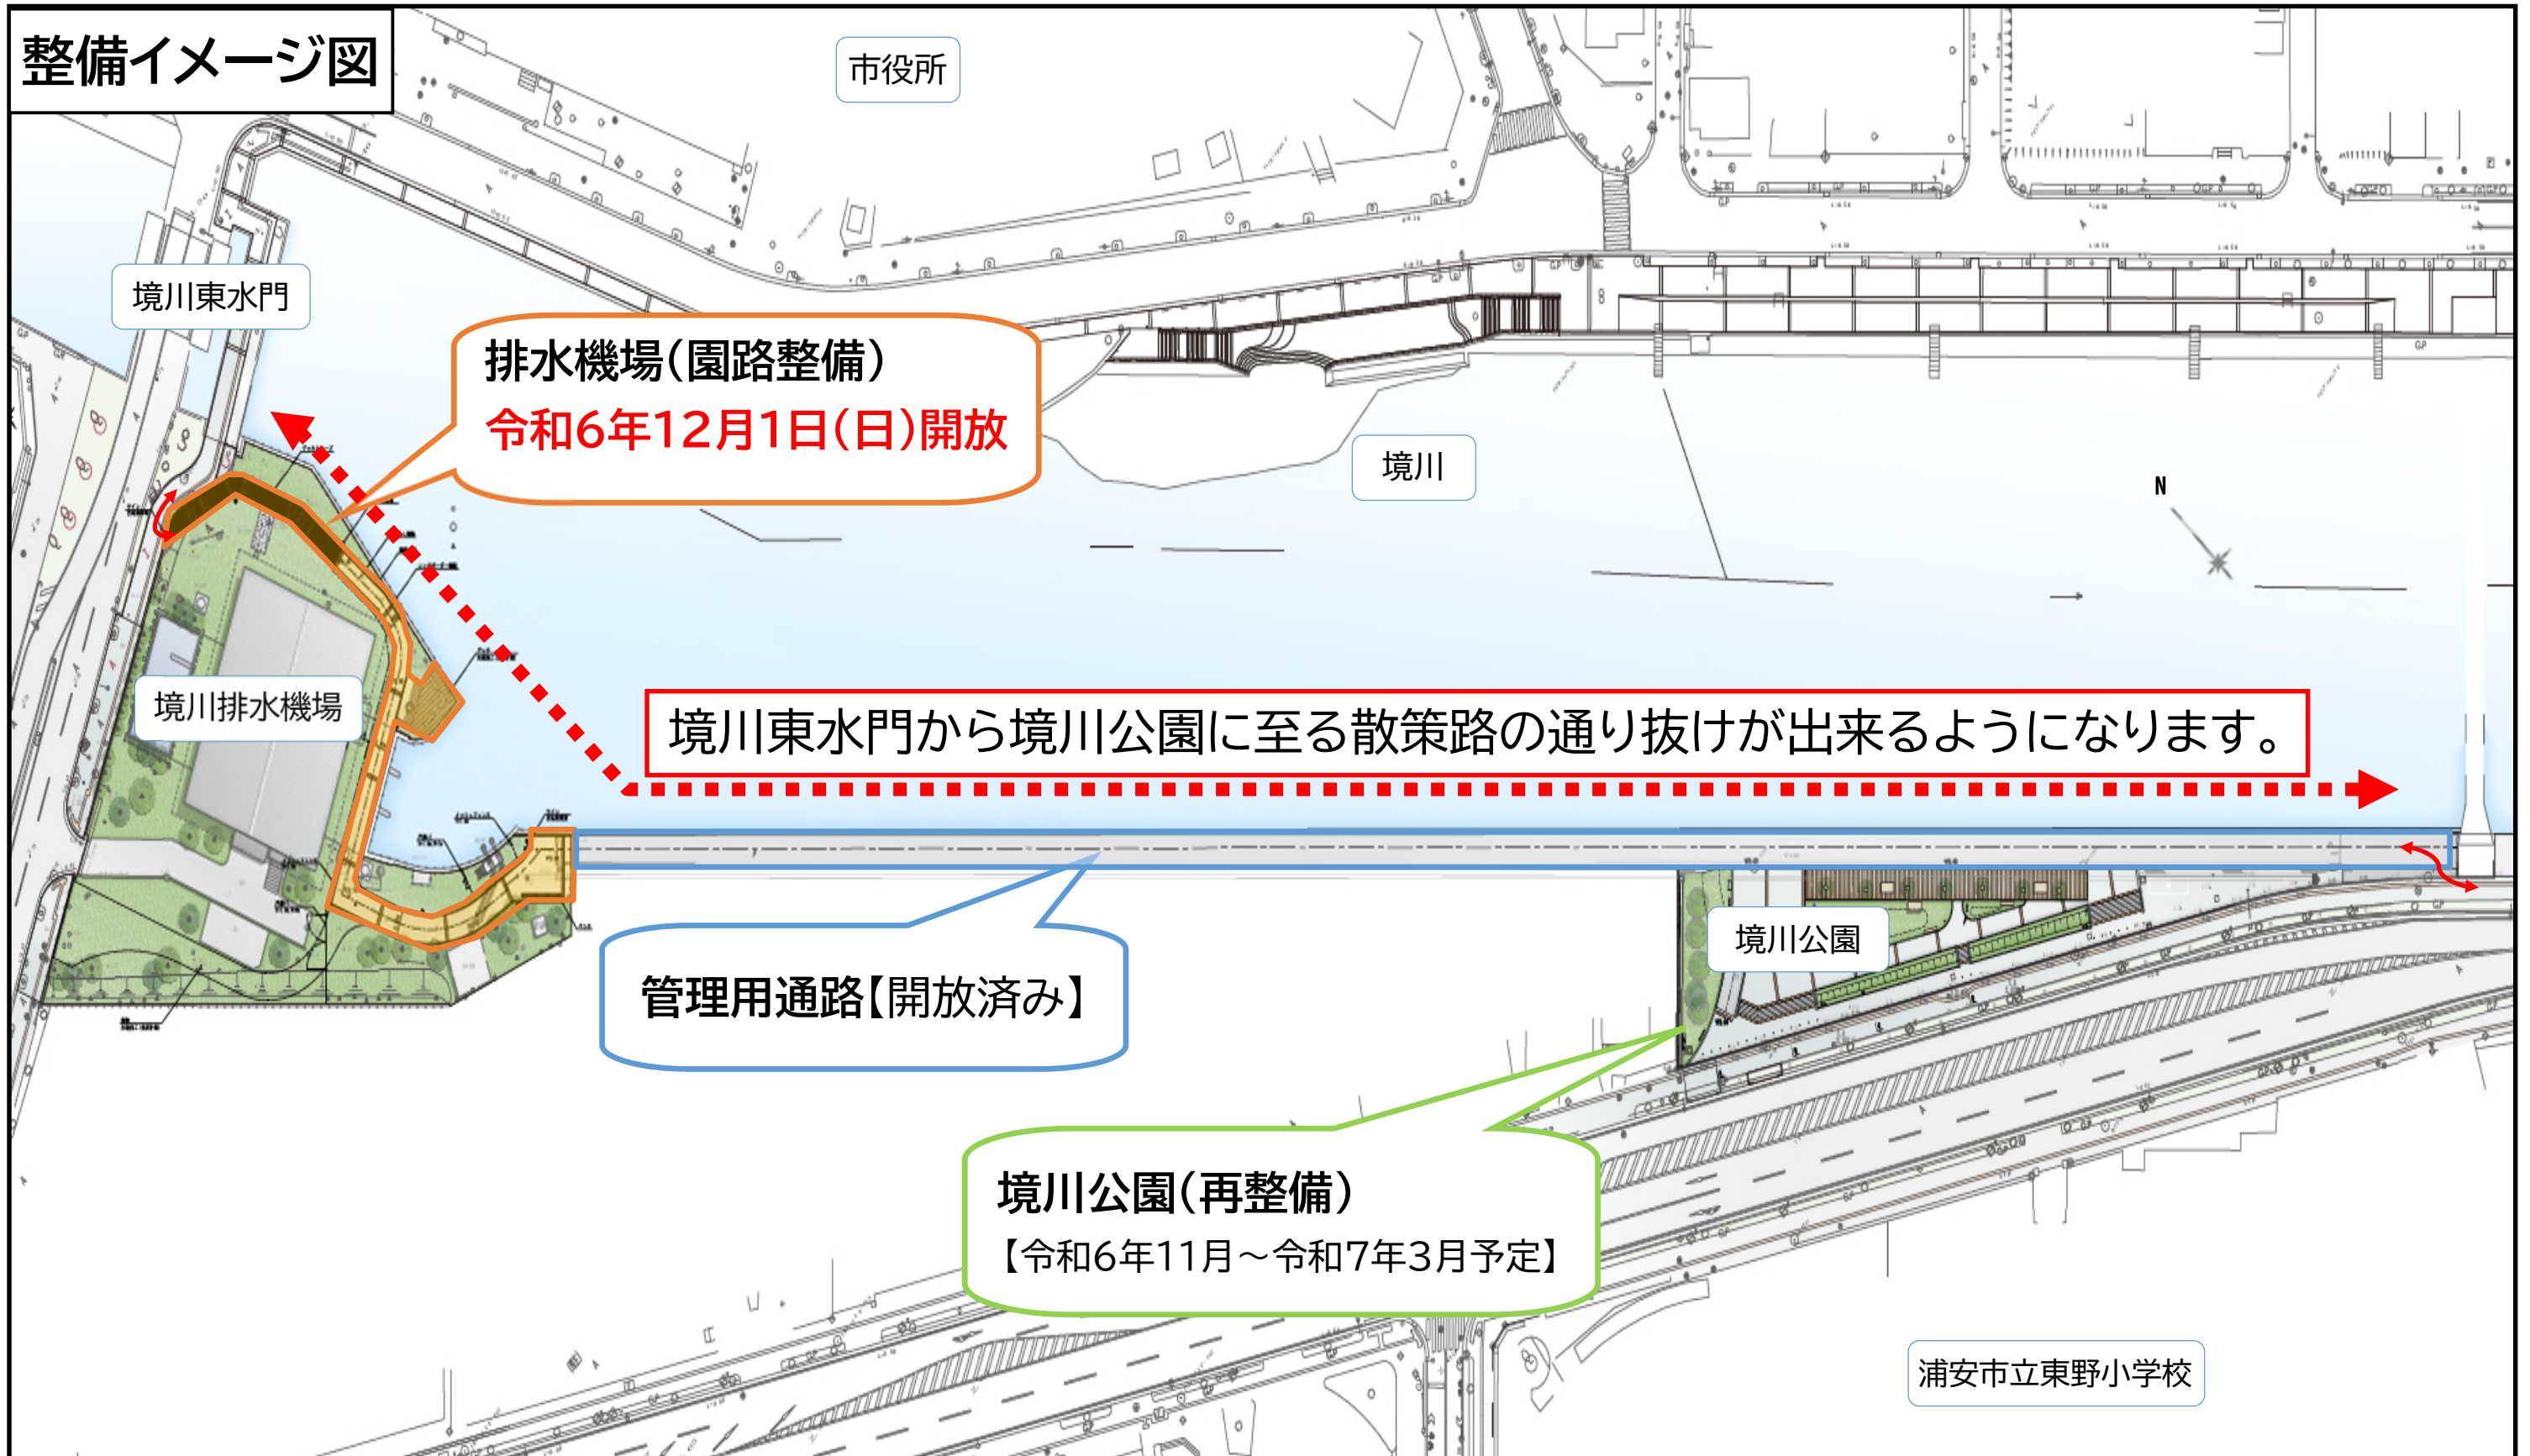 整備イメージ図
市役所
境川東水門
排水機場(園路整備)
令和6年12月1日(日)開放
境川
N
境川排水機場
境川東水門から境川公園に至る散策路の通り抜けが出来るようになります。
管理用通路【開放済み】
境川公園
境川公園(再整備)
【令和6年11月～令和7年3月予定】
浦安市立東野小学校